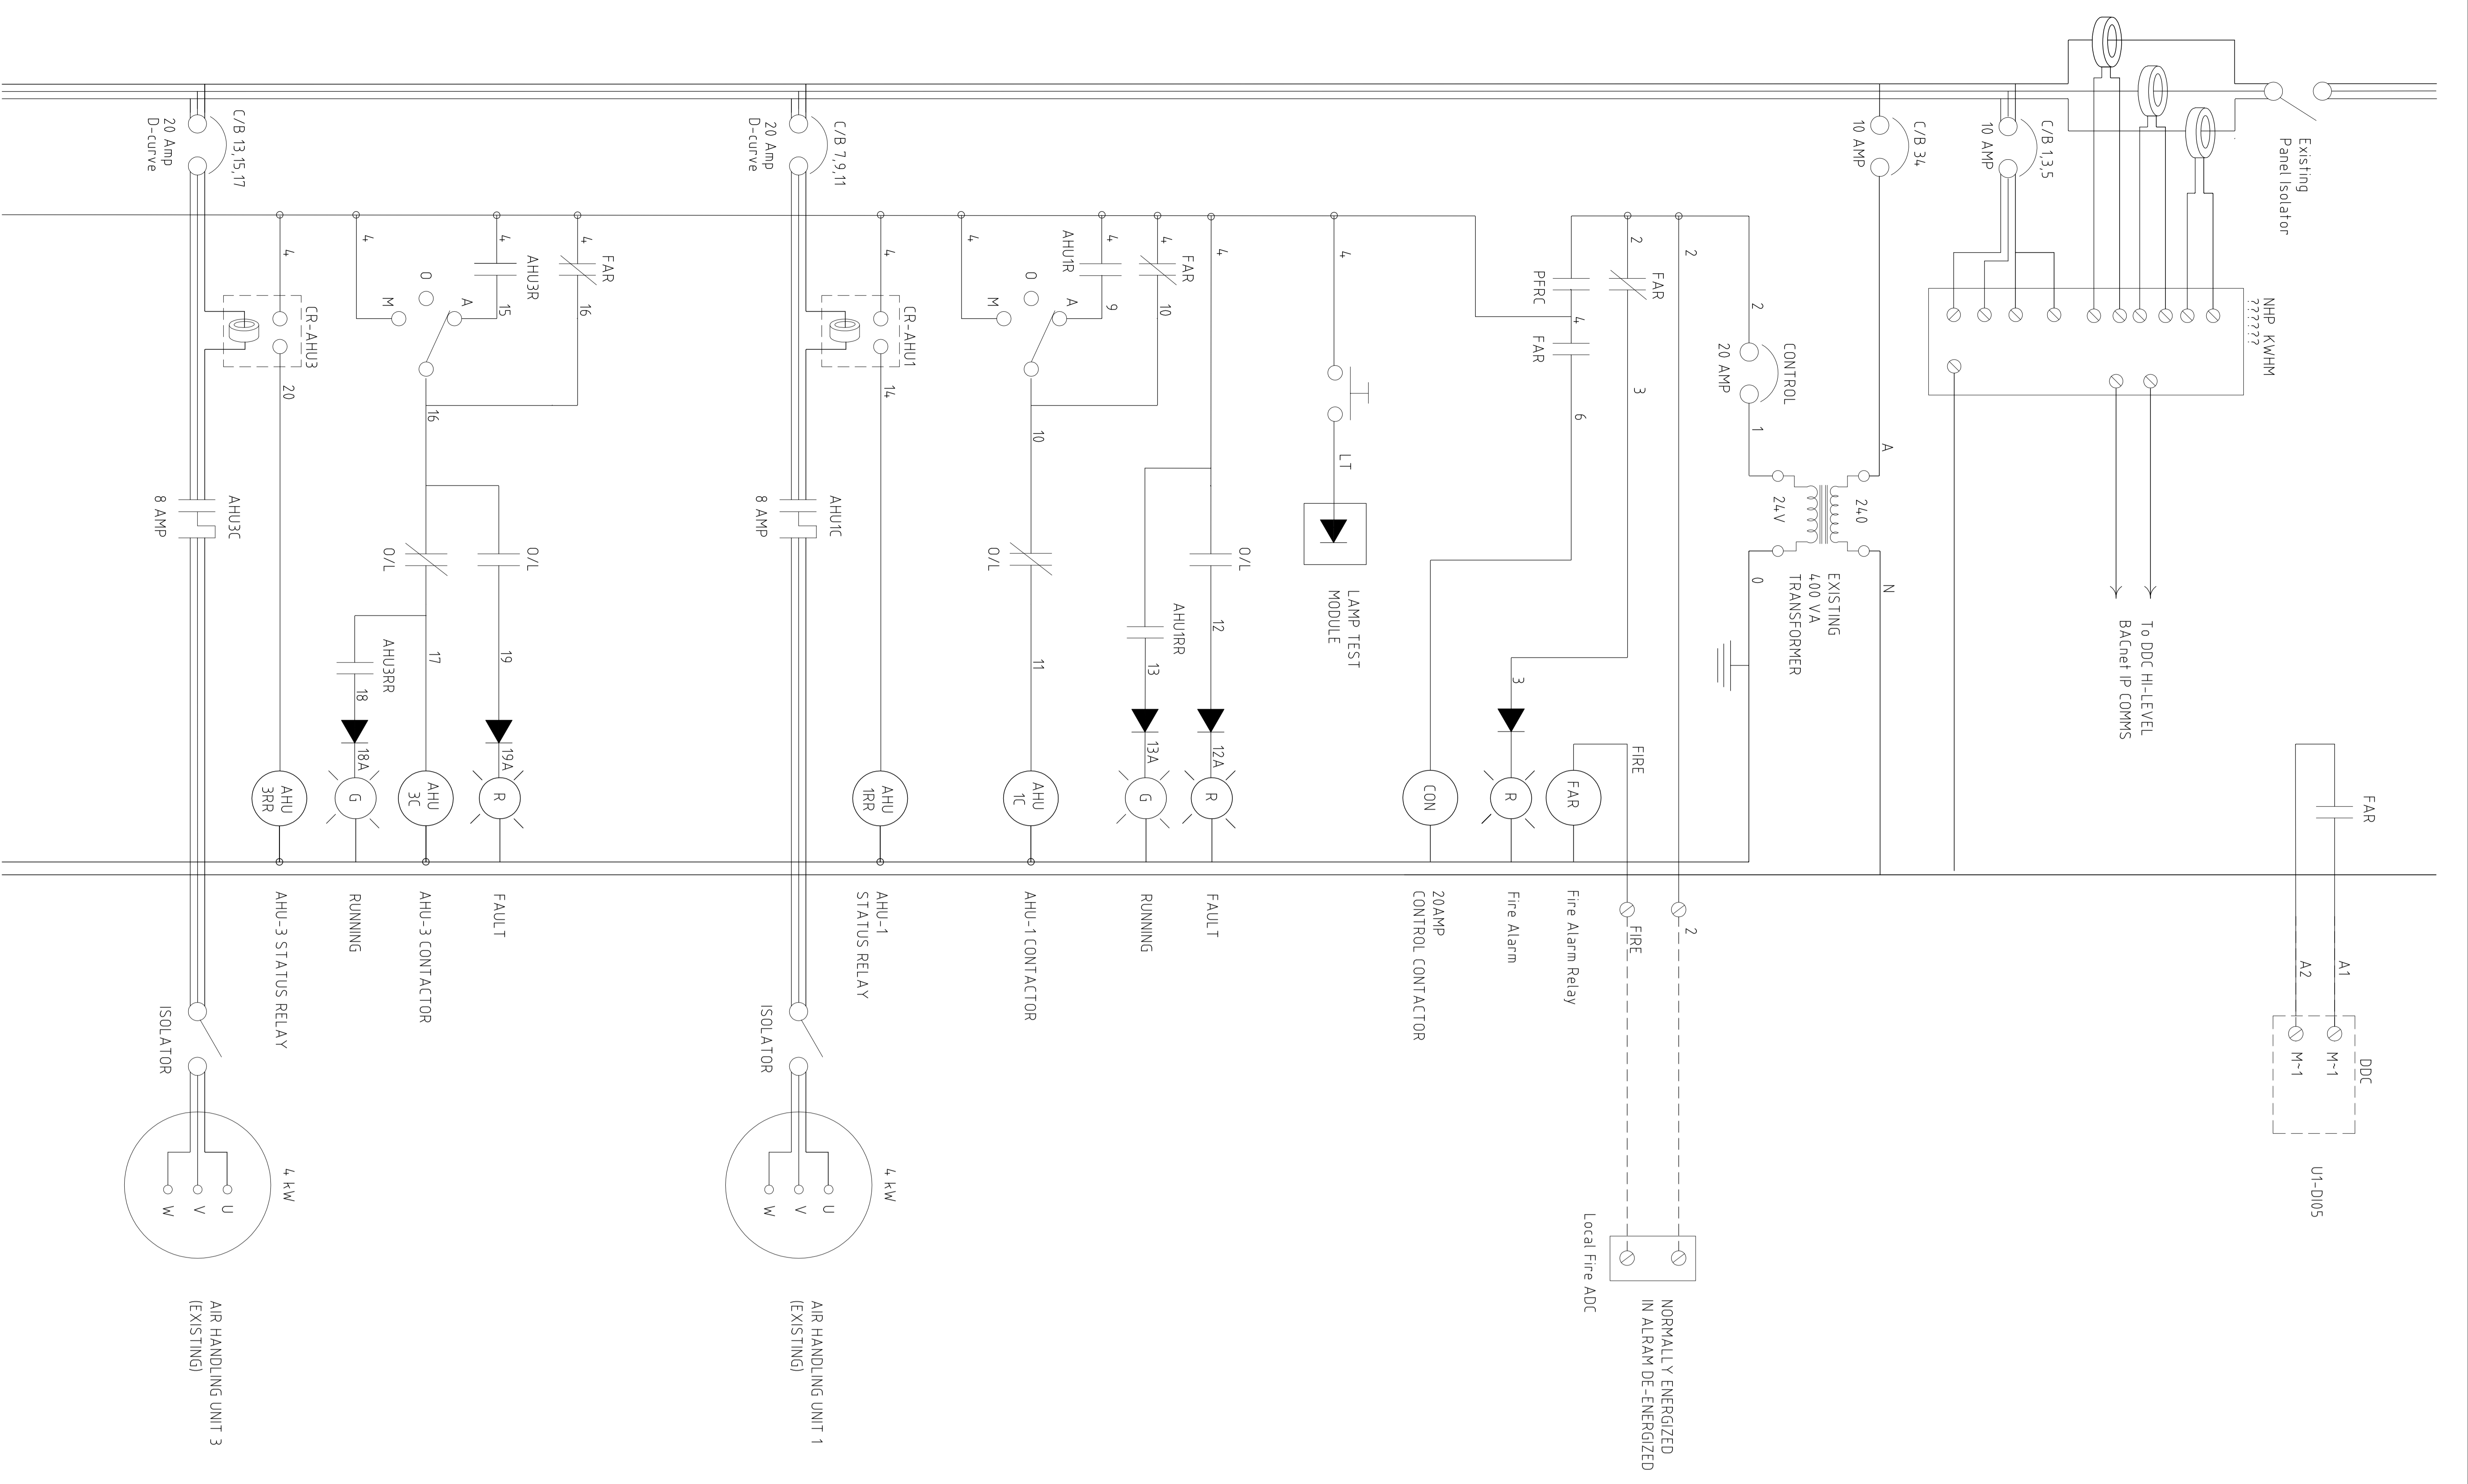 Existing
Panel Isolator
C/B 1,3,5
10 AMP
NHP KWHM
??????
To DDC HI-LEVEL
BACnet IP COMMS
FAR
A1
A2
DDC
M~1
M~1
U1-DI05
C/B 34
10 AMP
A
240
24V
N
EXISTING
400 VA
TRANSFORMER
2
CONTROL
20 AMP
1
0
2
2
2
FAR
3
3
FIRE
FIRE
PFRC
4
FAR
6
CON
R
FAR
Fire Alarm Relay
Fire Alarm
20AMP
CONTROL CONTACTOR
Local Fire ADC
NORMALLY ENERGIZED
IN ALRAM DE-ENERGIZED
4
LT
LAMP TEST
MODULE
4
O/L
12
12A
R
FAULT
AHU1RR
13
13A
G
RUNNING
4
FAR
10
4
AHU1R
9
4
O
A
M
10
O/L
11
AHU
1C
AHU-1 CONTACTOR
4
CR-AHU1
14
AHU
1RR
AHU-1
STATUS RELAY
C/B 7,9,11
20 Amp
D-curve
AHU1C
8 AMP
ISOLATOR
4 kW
U
V
W
AIR HANDLING UNIT 1
(EXISTING)
4
FAR
16
4
AHU3R
15
4
O
A
M
16
O/L
19
19A
R
FAULT
O/L
17
AHU
3C
AHU-3 CONTACTOR
AHU3RR
18
18A
G
RUNNING
4
CR-AHU3
20
AHU
3RR
AHU-3 STATUS RELAY
C/B 13,15,17
20 Amp
D-curve
AHU3C
8 AMP
ISOLATOR
4 kW
U
V
W
AIR HANDLING UNIT 3
(EXISTING)